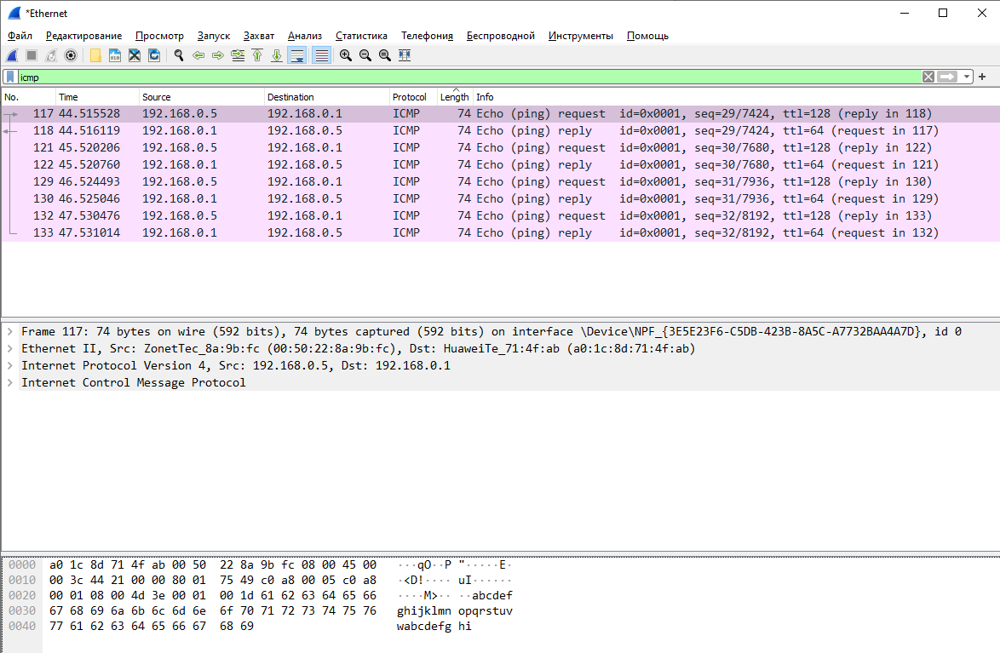 *Ethernet
Файл Редактирование Просмотр Запуск Захват Анализ Статистика Телефония Беспроводной Инструменты Помощь
icmp
No. Time Source Destination Protocol Length Info
117 44.515528 192.168.0.5 192.168.0.1 ICMP 74 Echo (ping) request id=0x0001, seq=29/7424, ttl=128 (reply in 118)
118 44.516119 192.168.0.1 192.168.0.5 ICMP 74 Echo (ping) reply id=0x0001, seq=29/7424, ttl=64 (request in 117)
121 45.520206 192.168.0.5 192.168.0.1 ICMP 74 Echo (ping) request id=0x0001, seq=30/7680, ttl=128 (reply in 122)
122 45.520760 192.168.0.1 192.168.0.5 ICMP 74 Echo (ping) reply id=0x0001, seq=30/7680, ttl=64 (request in 121)
129 46.524493 192.168.0.5 192.168.0.1 ICMP 74 Echo (ping) request id=0x0001, seq=31/7936, ttl=128 (reply in 130)
130 46.525046 192.168.0.1 192.168.0.5 ICMP 74 Echo (ping) reply id=0x0001, seq=31/7936, ttl=64 (request in 129)
132 47.530476 192.168.0.5 192.168.0.1 ICMP 74 Echo (ping) request id=0x0001, seq=32/8192, ttl=128 (reply in 133)
133 47.531014 192.168.0.1 192.168.0.5 ICMP 74 Echo (ping) reply id=0x0001, seq=32/8192, ttl=64 (request in 132)
Frame 117: 74 bytes on wire (592 bits), 74 bytes captured (592 bits) on interface \Device\NPF_{3E5E23F6-C5DB-423B-8A5C-A7732BAA4A7D}, id 0
Ethernet II, Src: ZonetTec_8a:9b:fc (00:50:22:8a:9b:fc), Dst: HuaweiTe_71:4f:ab (a0:1c:8d:71:4f:ab)
Internet Protocol Version 4, Src: 192.168.0.5, Dst: 192.168.0.1
Internet Control Message Protocol
0000 a0 1c 8d 71 4f ab 00 50 22 8a 9b fc 08 00 45 00 ···qO··P "·····E·
0010 00 3c 44 21 00 00 80 01 75 49 c0 a8 00 05 c0 a8 ·<D!···· uI······
0020 00 01 08 00 4d 3e 00 01 00 1d 61 62 63 64 65 66 ····M>·· ··abcdef
0030 67 68 69 6a 6b 6c 6d 6e 6f 70 71 72 73 74 75 76 ghijklmn opqrstuv
0040 77 61 62 63 64 65 66 67 68 69 wabcdefg hi